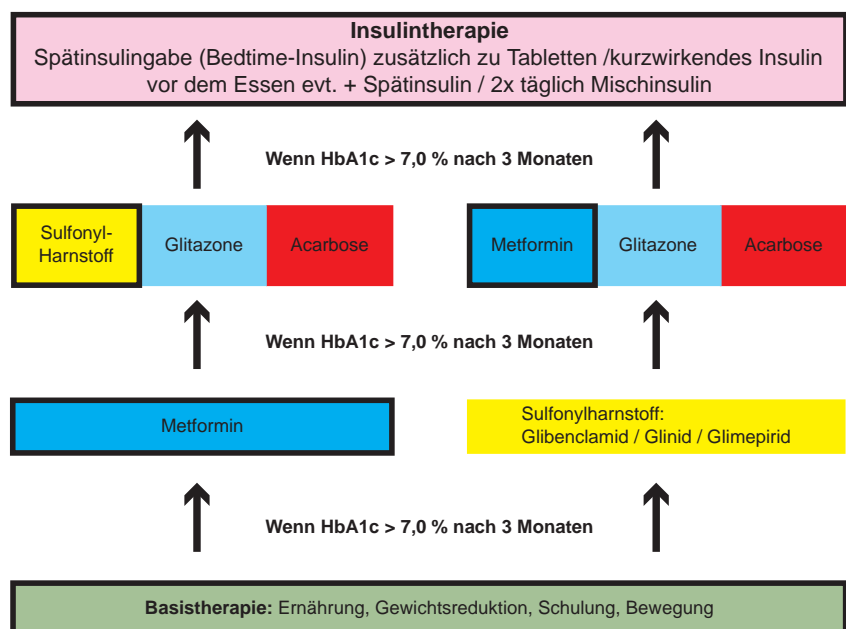 Insulintherapie
Spätinsulingabe (Bedtime-Insulin) zusätzlich zu Tabletten /kurzwirkendes Insulin
vor dem Essen evt. + Spätinsulin / 2x täglich Mischinsulin
Wenn HbA1c > 7,0 % nach 3 Monaten
Sulfonyl-
Harnstoff
Glitazone
Acarbose
Metformin
Glitazone
Acarbose
Wenn HbA1c > 7,0 % nach 3 Monaten
Metformin
Sulfonylharnstoff:
Glibenclamid / Glinid / Glimepirid
Wenn HbA1c > 7,0 % nach 3 Monaten
Basistherapie: Ernährung, Gewichtsreduktion, Schulung, Bewegung